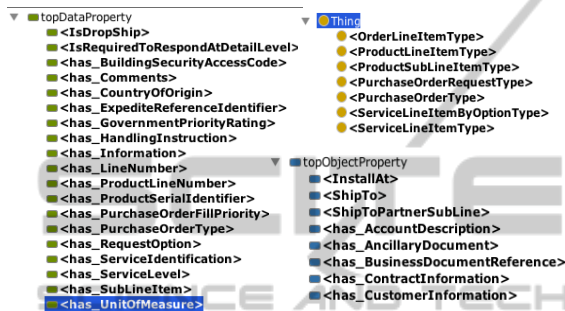 topDataProperty
<IsDropShip>
<IsRequiredToRespondAtDetailLevel>
<has_BuildingSecurityAccessCode>
<has_Comments>
<has_CountryOfOrigin>
<has_ExpediteReferenceIdentifier>
<has_GovernmentPriorityRating>
<has_HandlingInstruction>
<has_Information>
<has_LineNumber>
<has_ProductLineNumber>
<has_ProductSerialIdentifier>
<has_PurchaseOrderFillPriority>
<has_PurchaseOrderType>
<has_RequestOption>
<has_ServiceIdentification>
<has_ServiceLevel>
<has_SubLineItem>
<has_UnitOfMeasure>
Thing
<OrderLineItemType>
<ProductLineItemType>
<ProductSubLineItemType>
<PurchaseOrderRequestType>
<PurchaseOrderType>
<ServiceLineItemByOptionType>
<ServiceLineItemType>
topObjectProperty
<InstallAt>
<ShipTo>
<ShipToPartnerSubLine>
<has_AccountDescription>
<has_AncillaryDocument>
<has_BusinessDocumentReference>
<has_ContractInformation>
<has_CustomerInformation>